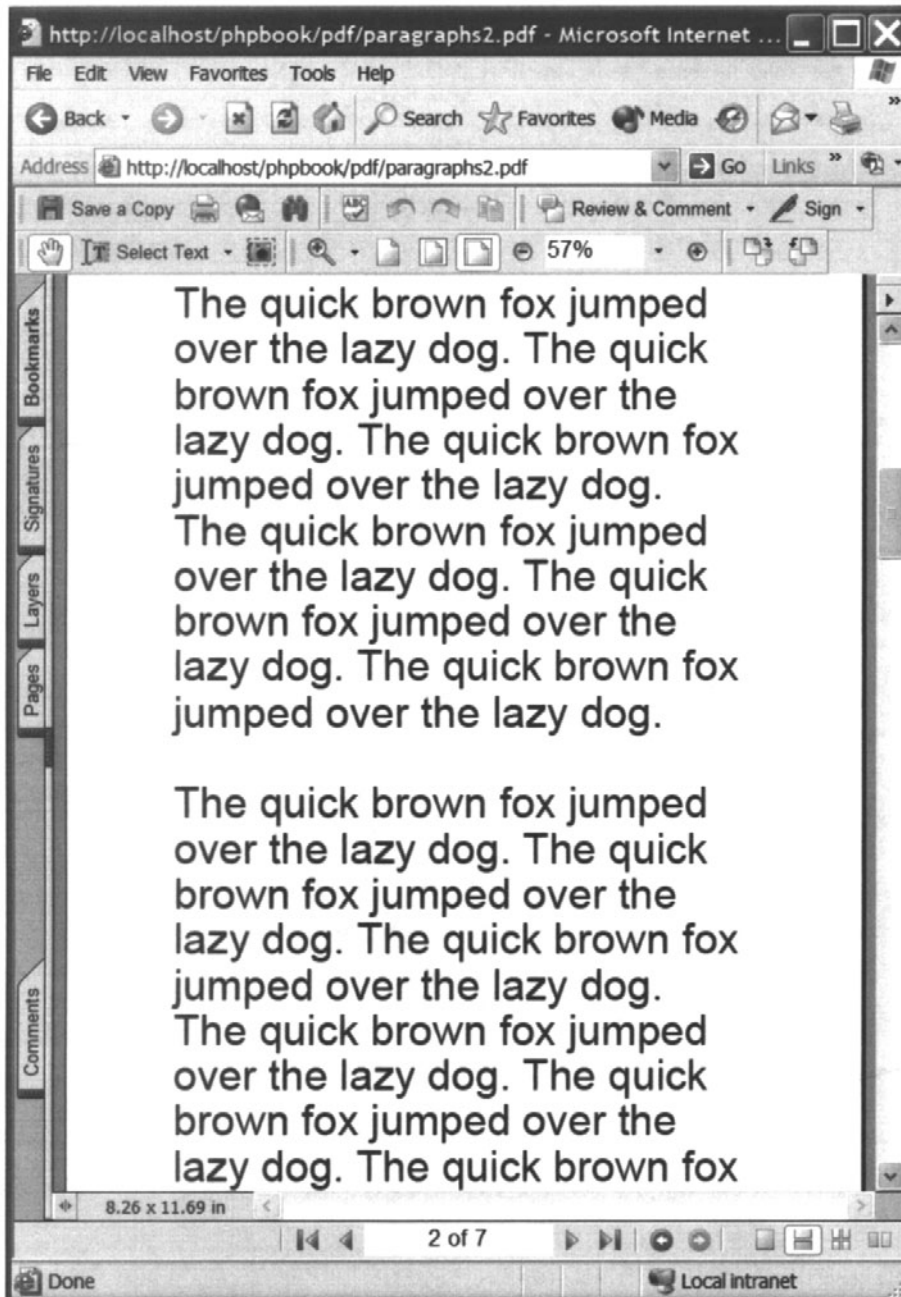 http://localhost/phpbook/pdf/paragraphs2.pdf - Microsoft Internet ...
File Edit View Favorites Tools Help
Back Search Favorites Media »
Address http://localhost/phpbook/pdf/paragraphs2.pdf Go Links »
Save a Copy Review & Comment Sign
Select Text 57%
Bookmarks
Signatures
Layers
Pages
Comments
The quick brown fox jumped
over the lazy dog. The quick
brown fox jumped over the
lazy dog. The quick brown fox
jumped over the lazy dog.
The quick brown fox jumped
over the lazy dog. The quick
brown fox jumped over the
lazy dog. The quick brown fox
jumped over the lazy dog.
The quick brown fox jumped
over the lazy dog. The quick
brown fox jumped over the
lazy dog. The quick brown fox
jumped over the lazy dog.
The quick brown fox jumped
over the lazy dog. The quick
brown fox jumped over the
lazy dog. The quick brown fox
8.26 x 11.69 in
2 of 7
Done Local intranet